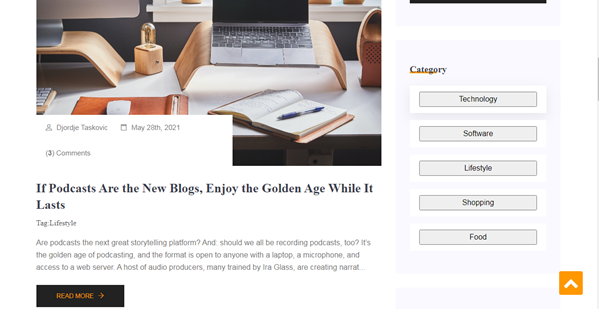 Djordje Taskovic May 28th, 2021
(3) Comments
If Podcasts Are the New Blogs, Enjoy the Golden Age While It
Lasts
Tag:Lifestyle
Are podcasts the next great storytelling platform? And: should we all be recording podcasts, too? It's
the golden age of podcasting, and the format is open to anyone with a laptop, a microphone, and
access to a web server. A host of audio producers, many trained by Ira Glass, are creating narrat...
READ MORE
Category
Technology
Software
Lifestyle
Shopping
Food